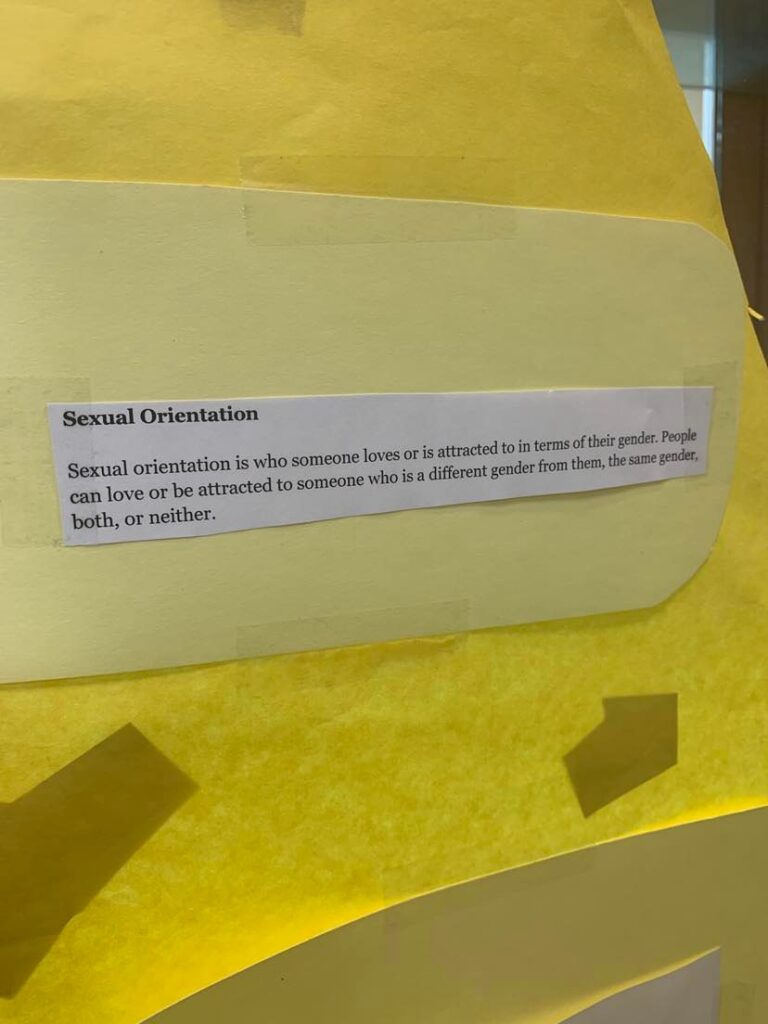 Sexual Orientation
Sexual orientation is who someone loves or is attracted to in terms of their gender. People
can love or be attracted to someone who is a different gender from them, the same gender,
both, or neither.